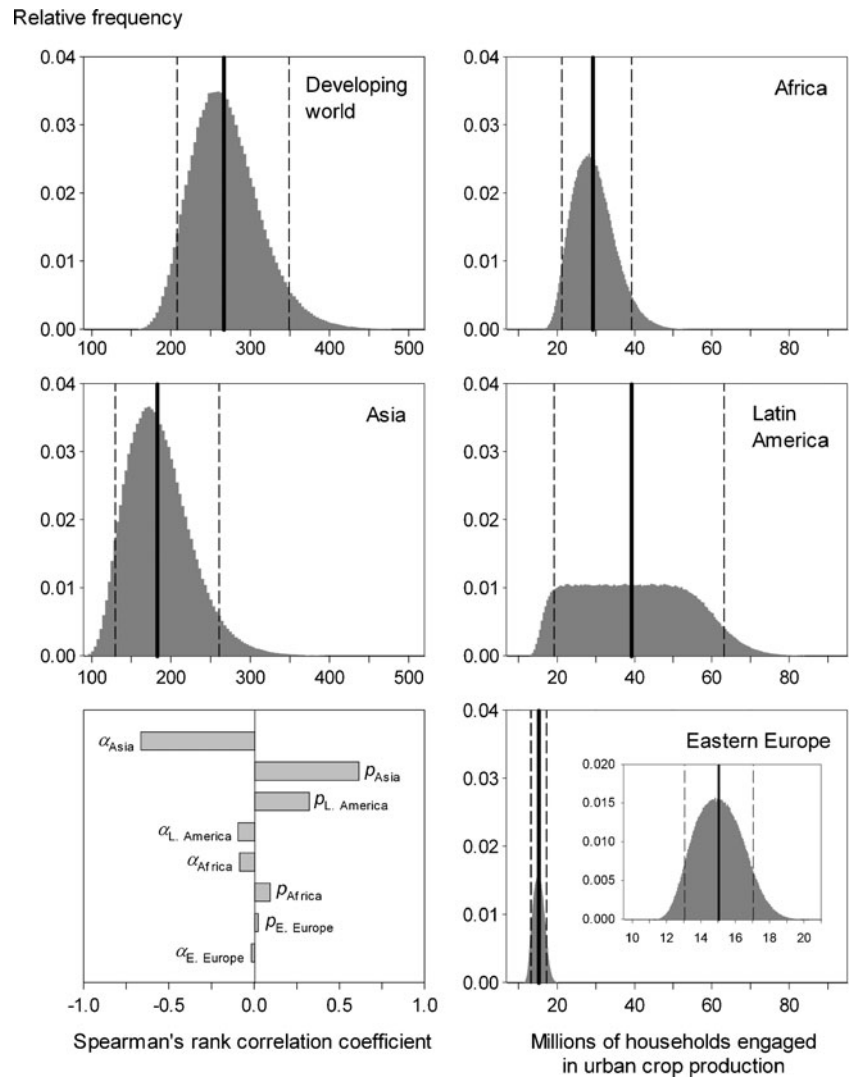 Relative frequency
0.04
0.03
0.02
0.01
0.00
100 200 300 400 500
Developing
world
0.04
0.03
0.02
0.01
0.00
20 40 60 80
Africa
0.04
0.03
0.02
0.01
0.00
100 200 300 400 500
Asia
0.04
0.03
0.02
0.01
0.00
20 40 60 80
Latin
America
αAsia
pAsia
pL. America
αL. America
αAfrica
pAfrica
pE. Europe
αE. Europe
-1.0 -0.5 0.0 0.5 1.0
Spearman's rank correlation coefficient
0.04
0.03
0.02
0.01
0.00
20 40 60 80
Eastern Europe
0.020
0.015
0.010
0.005
0.000
10 12 14 16 18 20
Millions of households engaged
in urban crop production